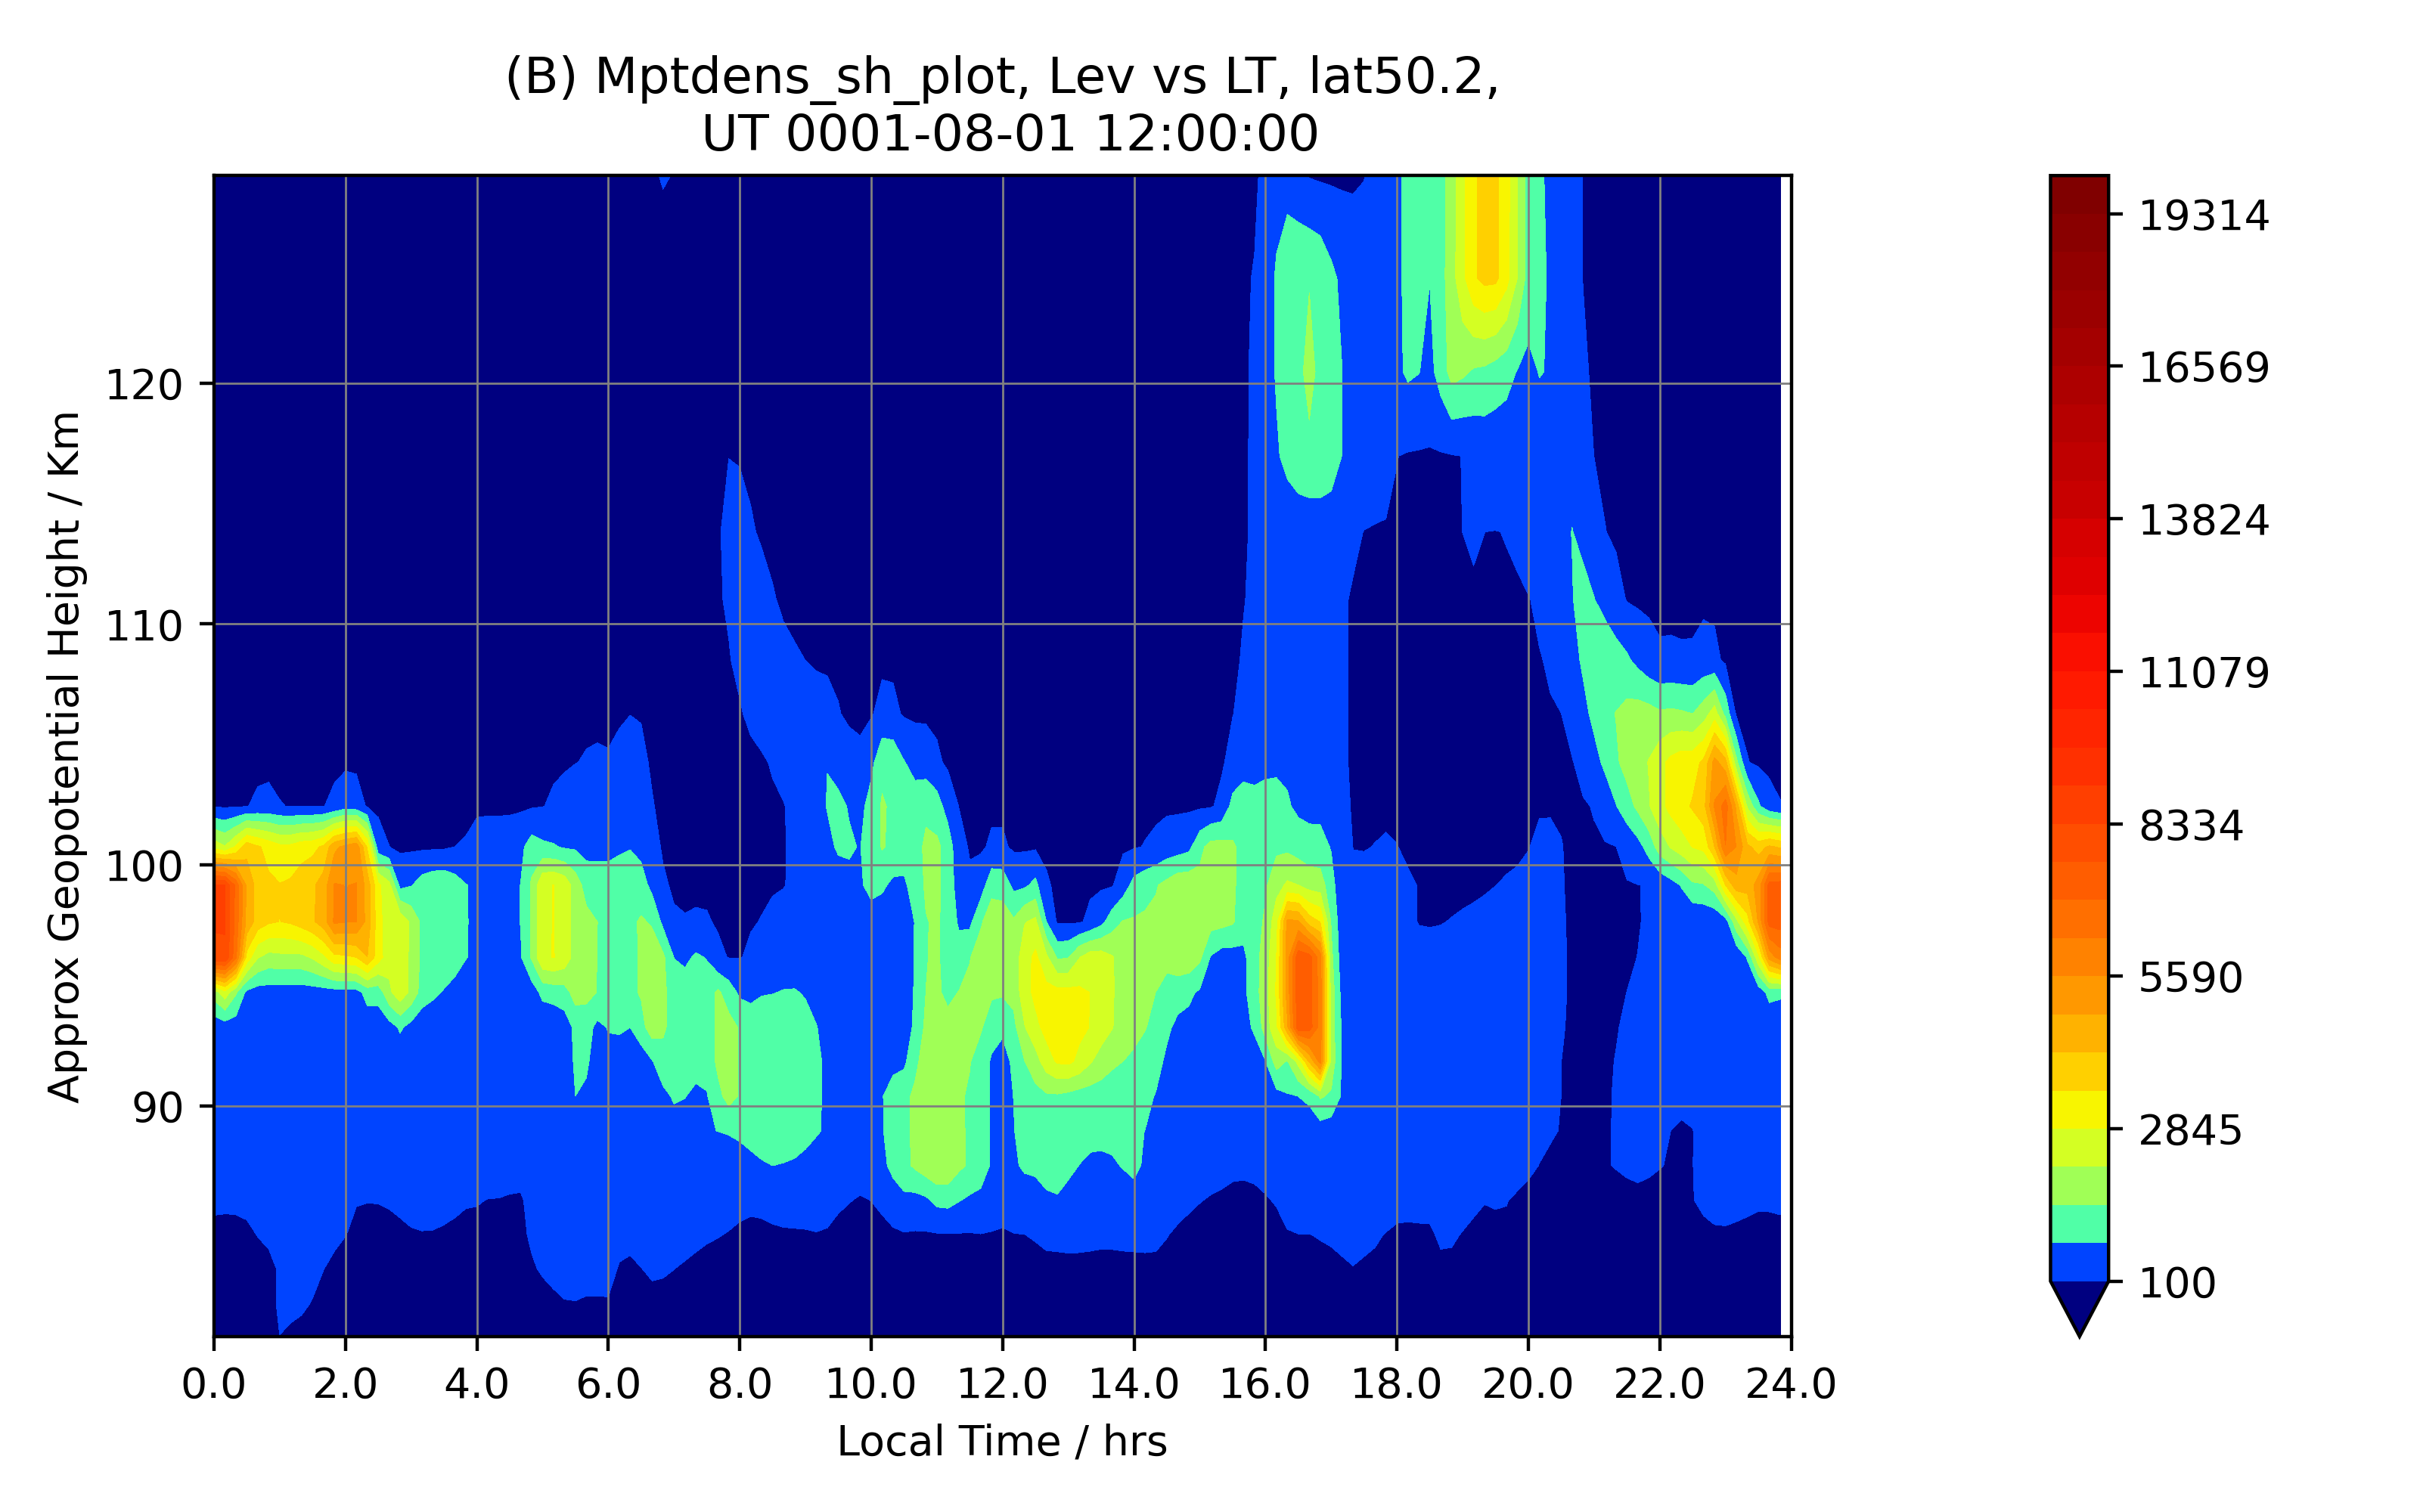 (B) Mptdens_sh_plot, Lev vs LT, lat50.2,
UT 0001-08-01 12:00:00
Approx Geopotential Height / Km
120
110
100
90
0.0 2.0 4.0 6.0 8.0 10.0 12.0 14.0 16.0 18.0 20.0 22.0 24.0
Local Time / hrs
19314
16569
13824
11079
8334
5590
2845
100